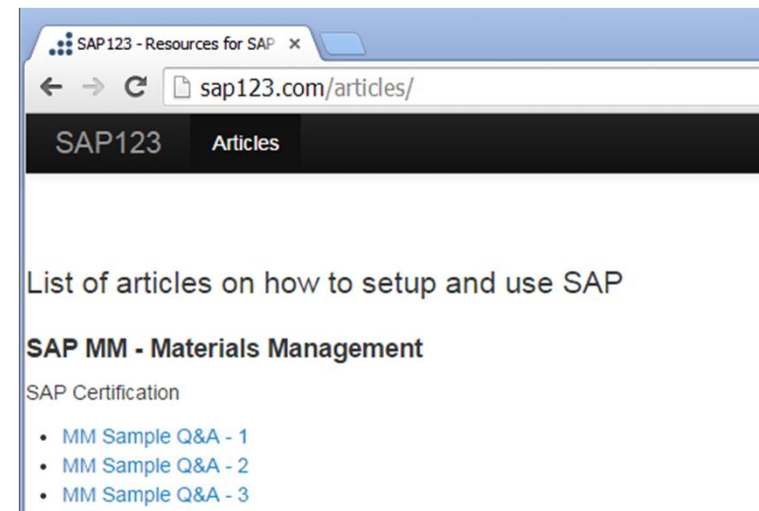 SAP123 - Resources for SAP
sap123.com/articles/
SAP123 Articles
List of articles on how to setup and use SAP
SAP MM - Materials Management
SAP Certification
• MM Sample Q&A - 1
• MM Sample Q&A - 2
• MM Sample Q&A - 3